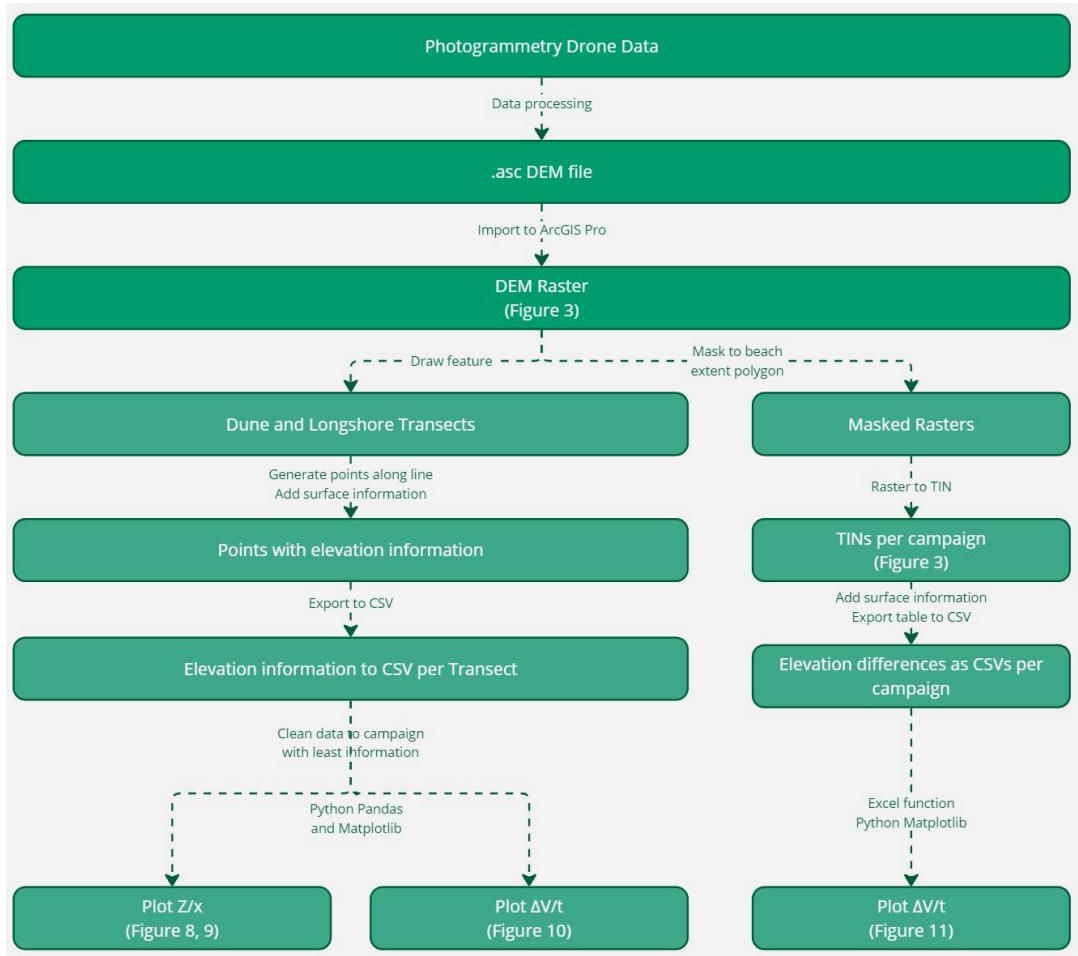 Photogrammetry Drone Data
Data processing
.asc DEM file
Import to ArcGIS Pro
DEM Raster
(Figure 3)
Draw feature
Mask to beach
extent polygon
Dune and Longshore Transects
Masked Rasters
Generate points along line
Add surface information
Raster to TIN
Points with elevation information
TINs per campaign
(Figure 3)
Export to CSV
Add surface information
Export table to CSV
Elevation information to CSV per Transect
Elevation differences as CSVs per
campaign
Clean data to campaign
with least information
Python Pandas
and Matplotlib
Excel function
Python Matplotlib
Plot Z/x
(Figure 8, 9)
Plot ΔV/t
(Figure 10)
Plot ΔV/t
(Figure 11)